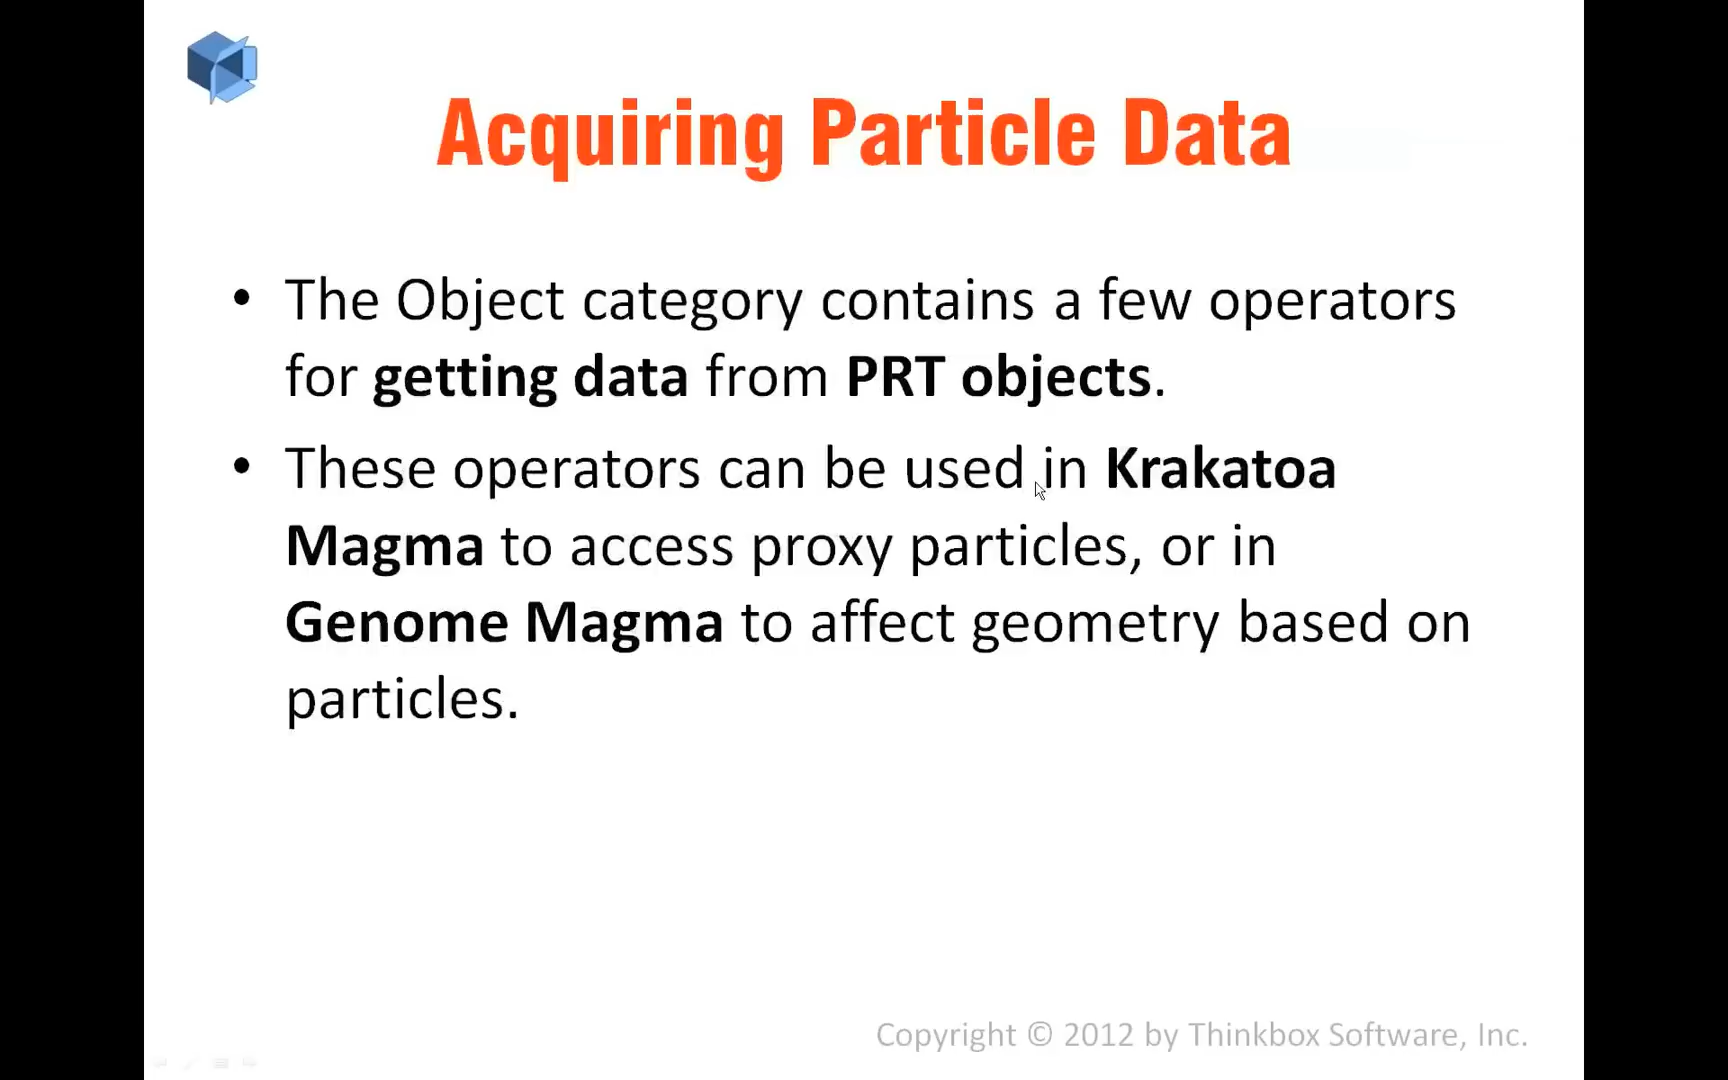 Acquiring Particle Data
• The Object category contains a few operators
for getting data from PRT objects.
• These operators can be used in Krakatoa
Magma to access proxy particles, or in
Genome Magma to affect geometry based on
particles.
Copyright © 2012 by Thinkbox Software, Inc.